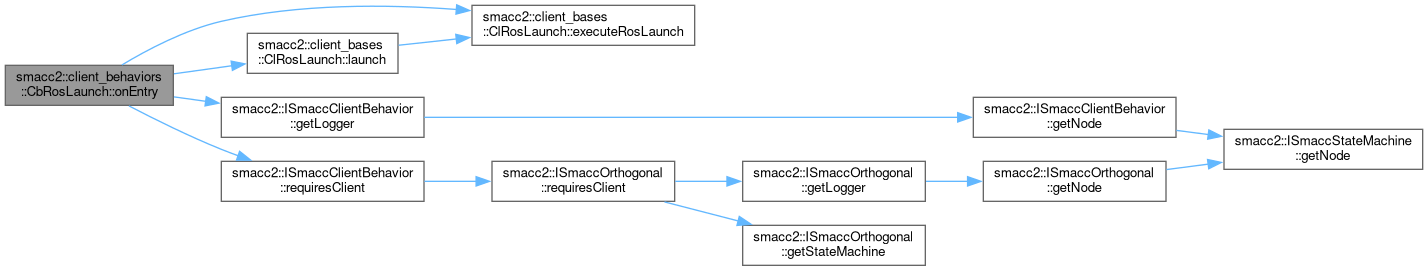 smacc2::client_behaviors
::CbRosLaunch::onEntry
smacc2::client_bases
::ClRosLaunch::executeRosLaunch
smacc2::client_bases
::ClRosLaunch::launch
smacc2::ISmaccClientBehavior
::getLogger
smacc2::ISmaccClientBehavior
::getNode
smacc2::ISmaccStateMachine
::getNode
smacc2::ISmaccClientBehavior
::requiresClient
smacc2::ISmaccOrthogonal
::requiresClient
smacc2::ISmaccOrthogonal
::getLogger
smacc2::ISmaccOrthogonal
::getNode
smacc2::ISmaccOrthogonal
::getStateMachine